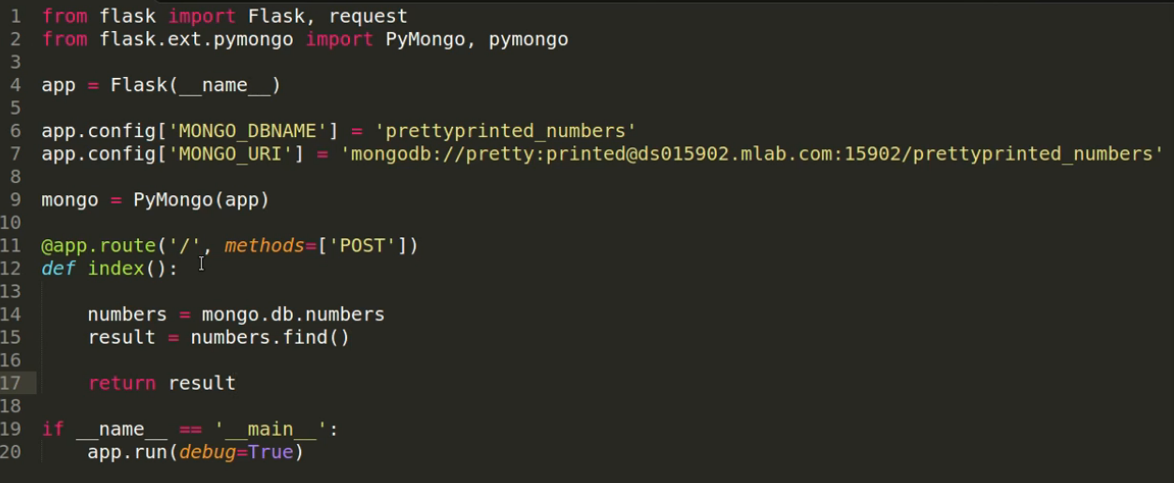 1 from flask import Flask, request
2 from flask.ext.pymongo import PyMongo, pymongo
3
4 app = Flask(__name__)
5
6 app.config['MONGO_DBNAME'] = 'prettyprinted_numbers'
7 app.config['MONGO_URI'] = 'mongodb://pretty:printed@ds015902.mlab.com:15902/prettyprinted_numbers'
8
9 mongo = PyMongo(app)
10
11 @app.route('/', methods=['POST'])
12 def index():
13
14     numbers = mongo.db.numbers
15     result = numbers.find()
16
17     return result
18
19 if __name__ == '__main__':
20     app.run(debug=True)